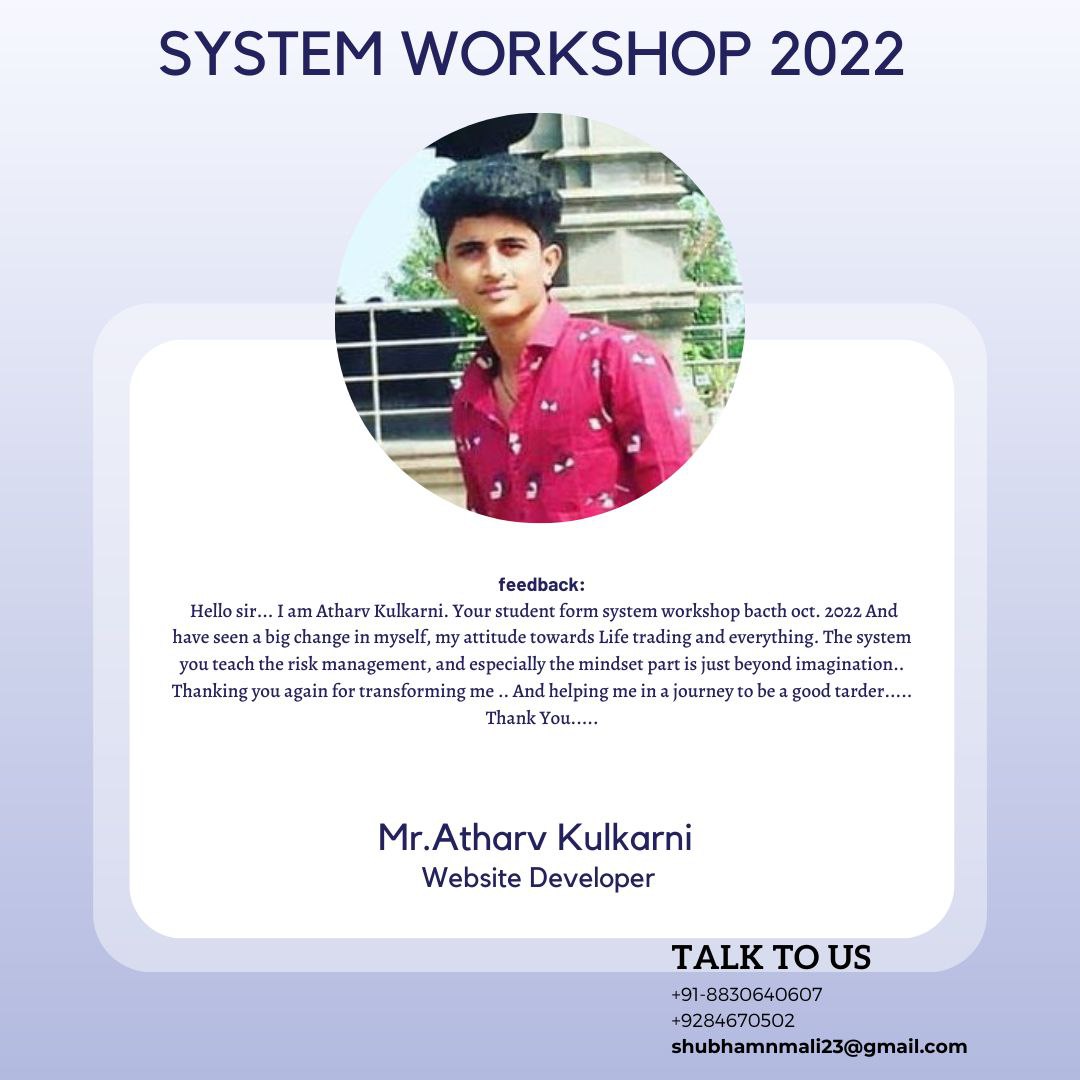 SYSTEM WORKSHOP 2022
feedback:
Hello sir... I am Atharv Kulkarni. Your student form system workshop bacth oct. 2022 And
have seen a big change in myself, my attitude towards Life trading and everything. The system
you teach the risk management, and especially the mindset part is just beyond imagination..
Thanking you again for transforming me .. And helping me in a journey to be a good tarder.....
Thank You.....
Mr.Atharv Kulkarni
Website Developer
TALK TO US
+91-8830640607
+9284670502
shubhamnmali23@gmail.com